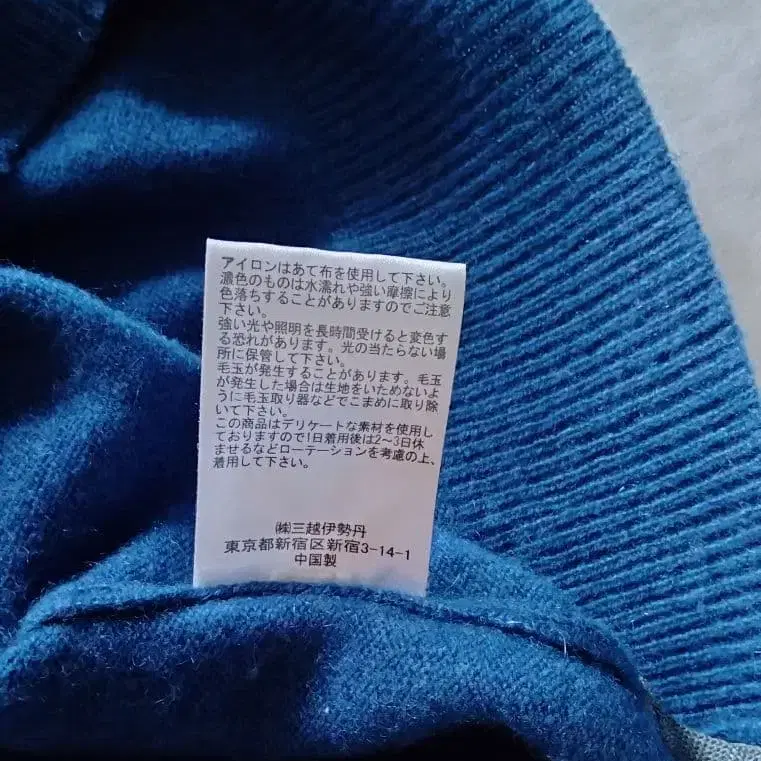 アイロンはあて布を使用して下さい。
濃色のものは水濡れや強い摩擦により
色落ちすることがありますのでご注意
下さい。
強い光や照明を長時間受けると変色す
る恐れがあります。光の当たらない場
所に保管して下さい。
毛玉が発生することがあります。毛玉
が発生した場合は生地をいためないよ
うに毛玉取り器などでこまめに取り除
いて下さい。
この商品はデリケートな素材を使用し
ておりますので1日着用後は2〜3日休
ませるなどローテーションを考慮の上、
着用して下さい。
㈱三越伊勢丹
東京都新宿区新宿3-14-1
中国製